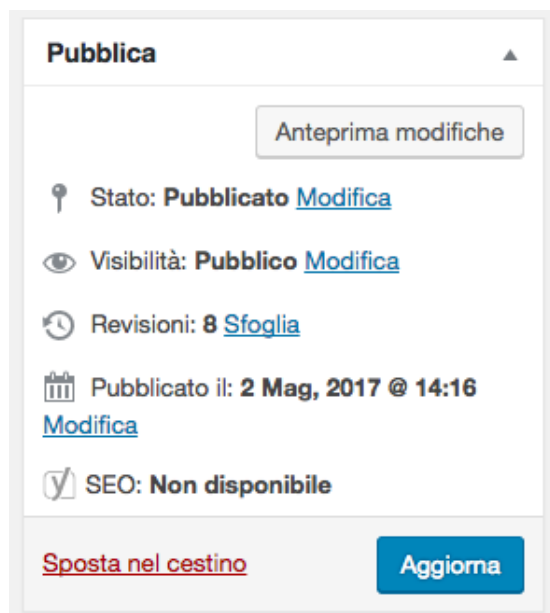 Pubblica
Anteprima modifiche
Stato: Pubblicato Modifica
Visibilità: Pubblico Modifica
Revisioni: 8 Sfoglia
Pubblicato il: 2 Mag, 2017 @ 14:16
Modifica
SEO: Non disponibile
Sposta nel cestino Aggiorna